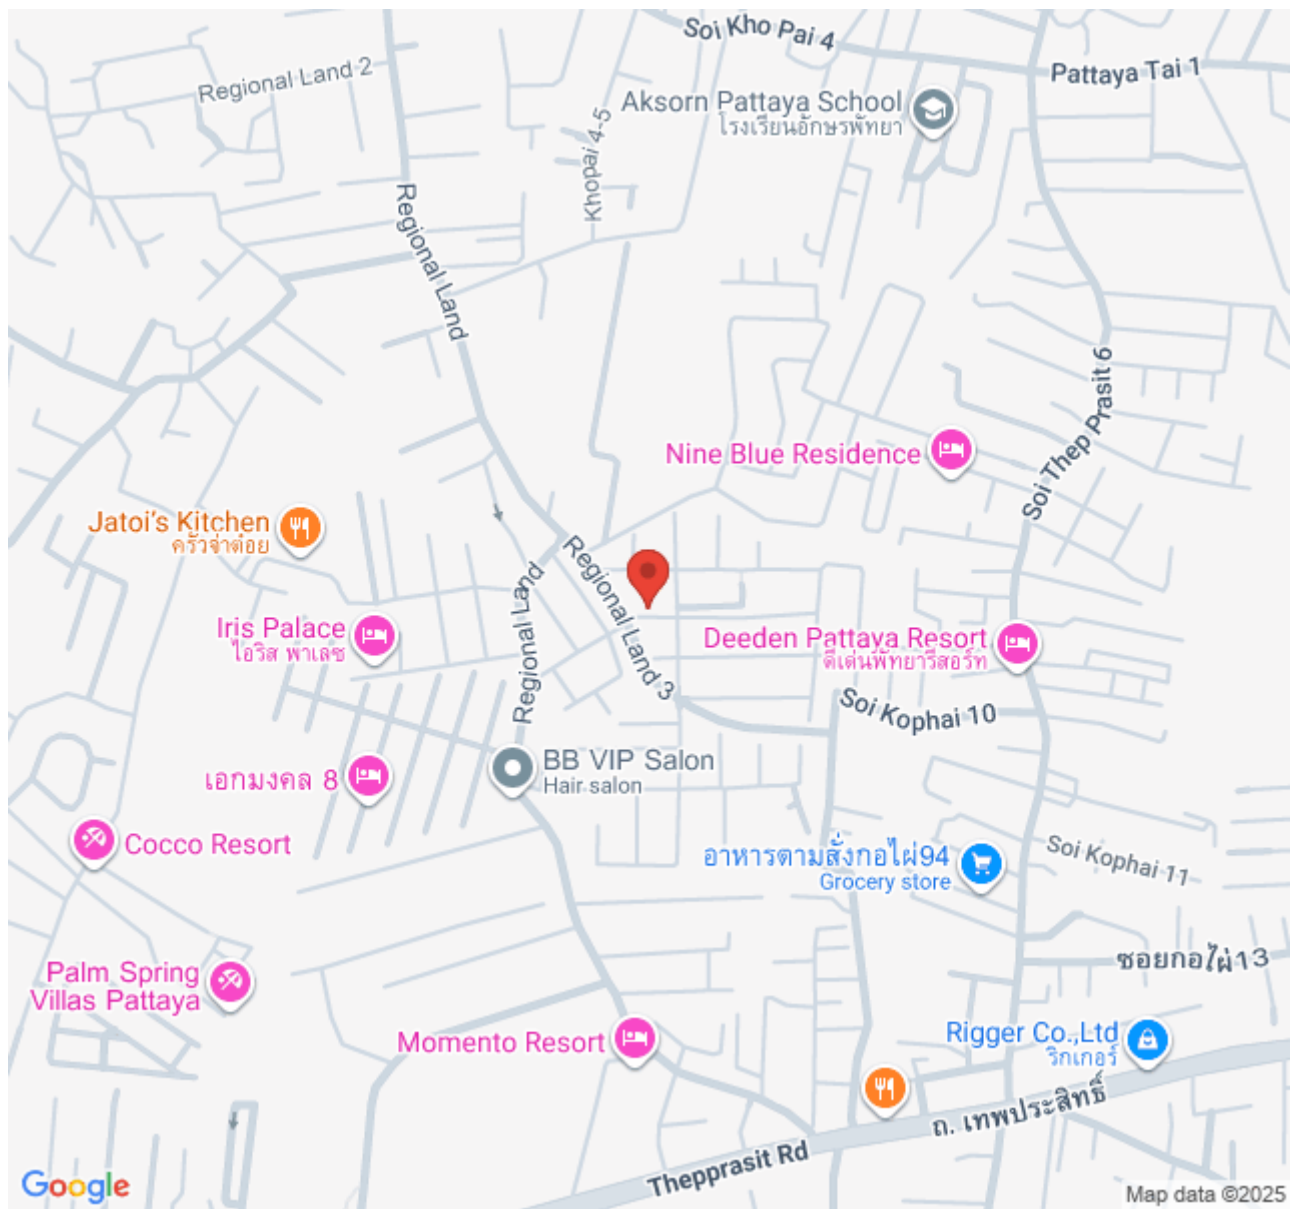 Soi Kho Pai 4
Pattaya Tai 1
Regional Land 2
Aksorn Pattaya School
โรงเรียนอักษรพัทยา
Khopai 4-5
Regional Land
Soi Thep Prasit 6
Nine Blue Residence
Jatoi's Kitchen
ครัวจ่าต๋อย
Regional Land 3
Regional Land
Iris Palace
ไอริส พาเลซ
Deeden Pattaya Resort
ดีเด่นพัทยารีสอร์ท
Soi Kophai 10
BB VIP Salon
Hair salon
เอกมงคล 8
Cocco Resort
อาหารตามสั่งกอไผ่94
Grocery store
Soi Kophai 11
ซอยกอไผ่13
Palm Spring
Villas Pattaya
Momento Resort
Rigger Co.,Ltd
ริกเกอร์
ถ. เทพประสิทธิ์
Thepprasit Rd
Google
Map data ©2025